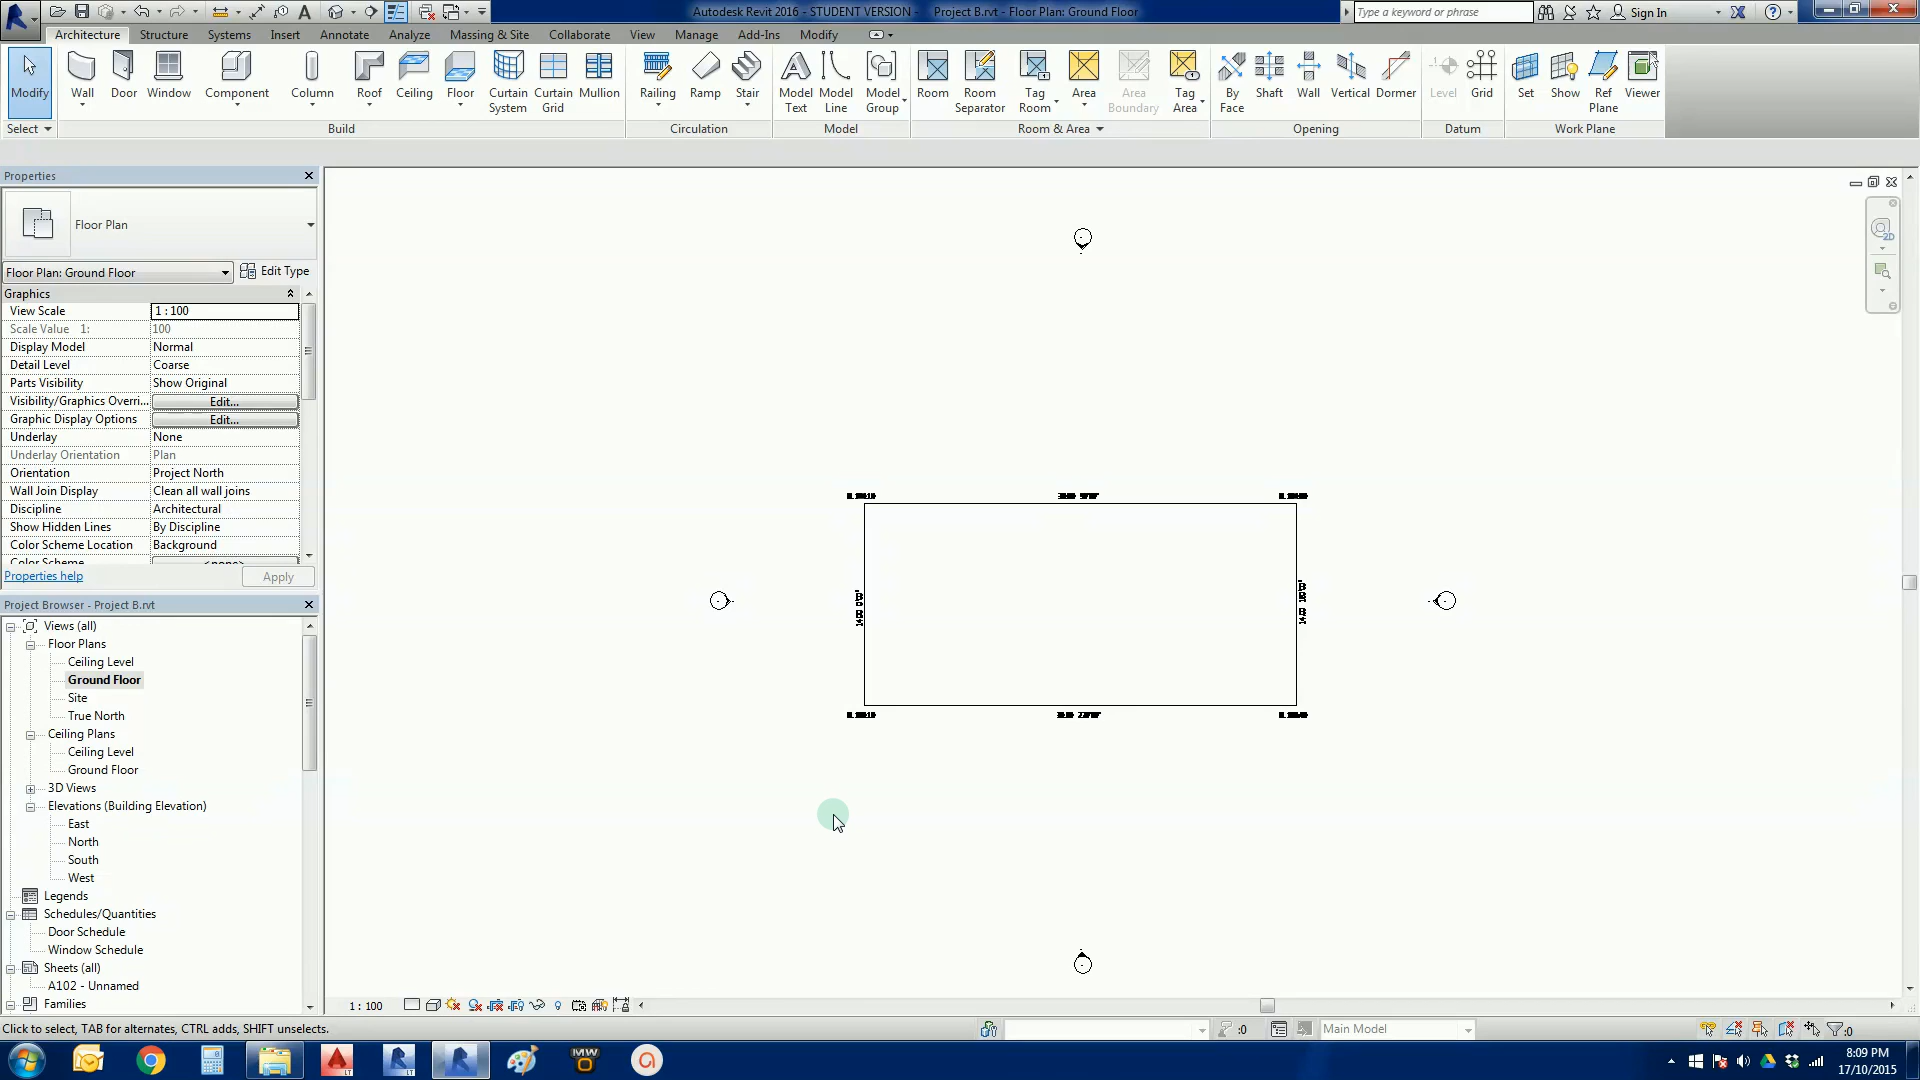 Autodesk Revit 2016 - STUDENT VERSION - Project B.rvt - Floor Plan: Ground Floor
Type a keyword or phrase
Sign In
Architecture Structure Systems Insert Annotate Analyze Massing & Site Collaborate View Manage Add-Ins Modify
Modify Wall Door Window Component Column Roof Ceiling Floor Curtain System Curtain Grid Mullion Railing Ramp Stair Model Text Model Line Model Group Room Room Separator Tag Room Area Area Boundary Tag Area By Face Shaft Wall Vertical Dormer Level Grid Set Show Ref Plane Viewer
Select Build Circulation Model Room & Area Opening Datum Work Plane
Properties
Floor Plan
Floor Plan: Ground Floor Edit Type
Graphics
View Scale 1 : 100
Scale Value 1: 100
Display Model Normal
Detail Level Coarse
Parts Visibility Show Original
Visibility/Graphics Overri... Edit...
Graphic Display Options Edit...
Underlay None
Underlay Orientation Plan
Orientation Project North
Wall Join Display Clean all wall joins
Discipline Architectural
Show Hidden Lines By Discipline
Color Scheme Location Background
Color Scheme <none>
Properties help Apply
Project Browser - Project B.rvt
Views (all)
Floor Plans
Ceiling Level
Ground Floor
Site
True North
Ceiling Plans
Ceiling Level
Ground Floor
3D Views
Elevations (Building Elevation)
East
North
South
West
Legends
Schedules/Quantities
Door Schedule
Window Schedule
Sheets (all)
A102 - Unnamed
Families
2D
1 : 100
Click to select, TAB for alternates, CTRL adds, SHIFT unselects.
:0
Main Model
:0
LT
LT
MW
8:09 PM
17/10/2015